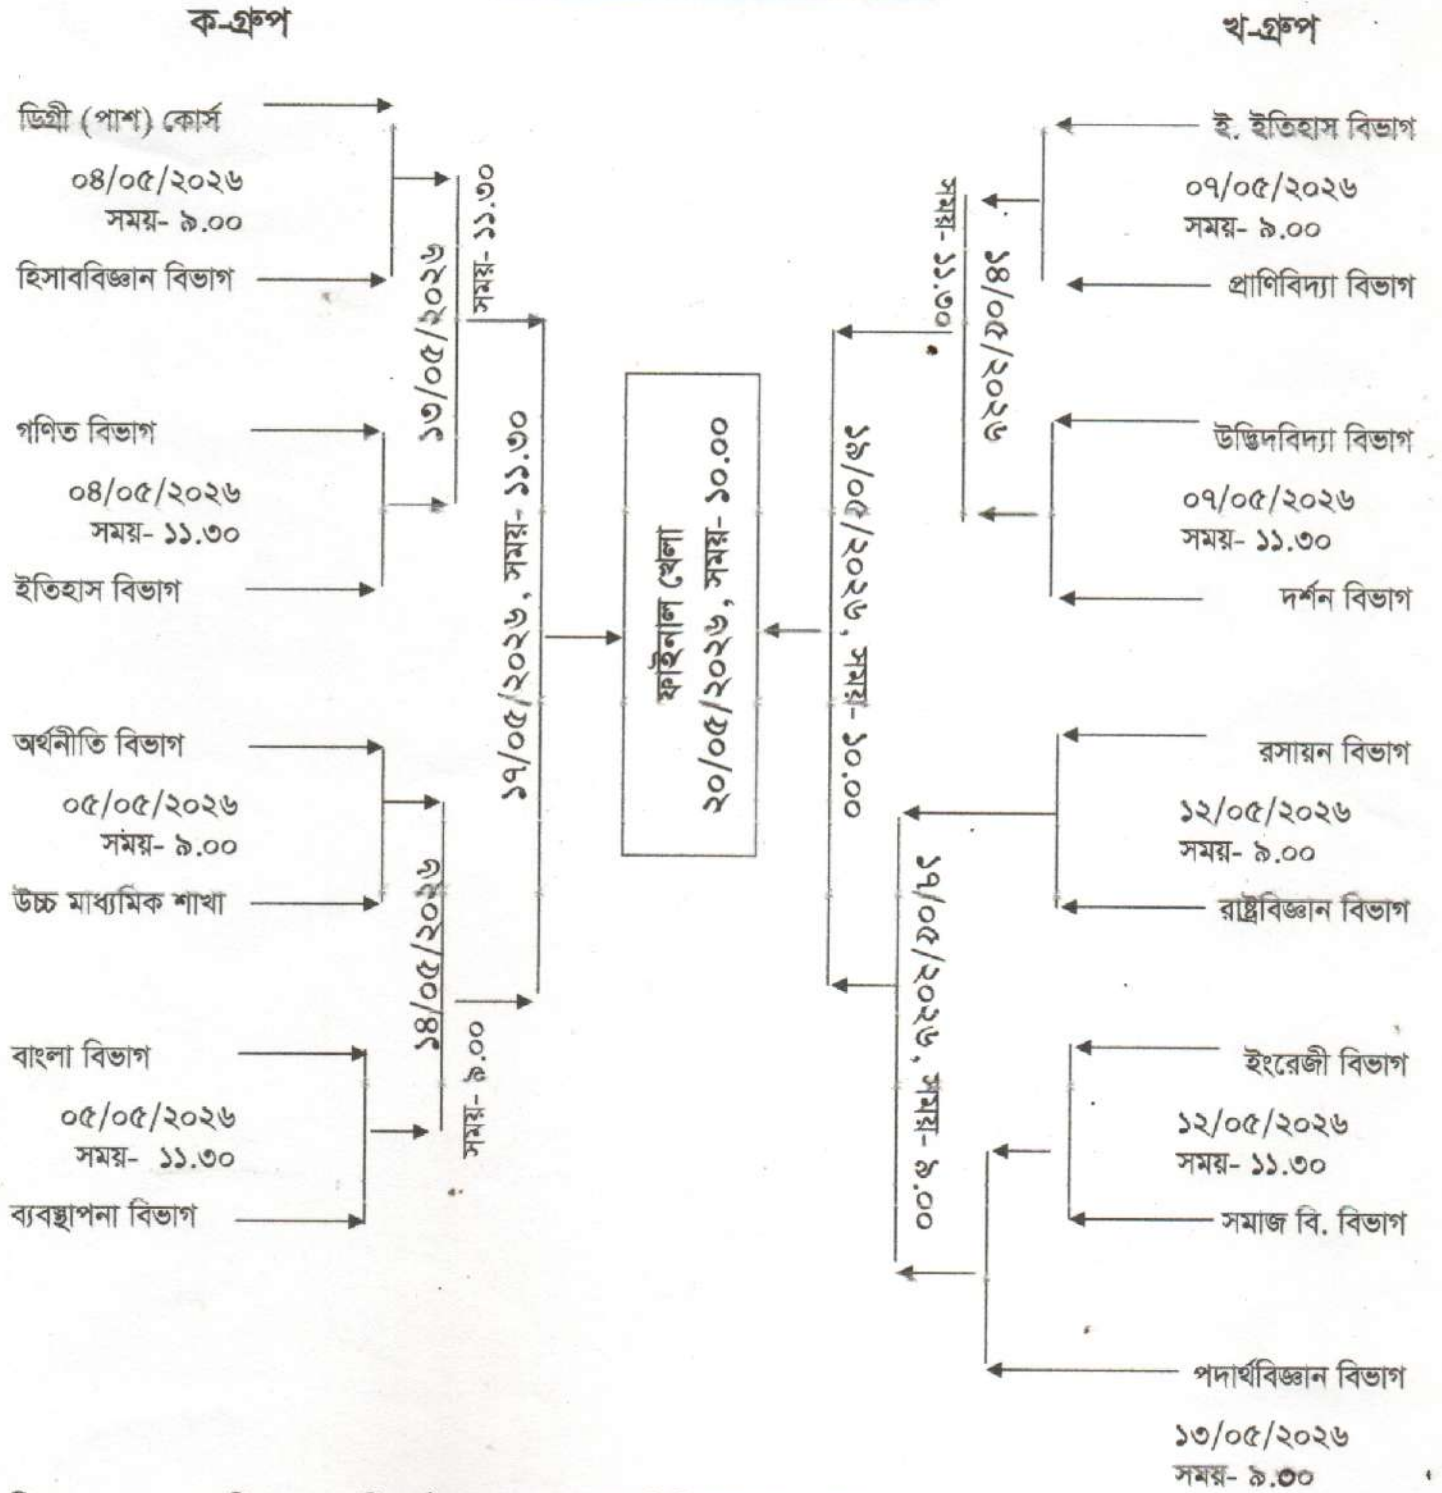 ক-গ্রুপ
ডিগ্রী (পাশ) কোর্স
০৪/০৫/২০২৬
সময়- ৯.০০
হিসাববিজ্ঞান বিভাগ
গণিত বিভাগ
০৪/০৫/২০২৬
সময়- ১১.৩০
ইতিহাস বিভাগ
অর্থনীতি বিভাগ
০৫/০৫/২০২৬
সময়- ৯.০০
উচ্চ মাধ্যমিক শাখা
বাংলা বিভাগ
০৫/০৫/২০২৬
সময়- ১১.৩০
ব্যবস্থাপনা বিভাগ
১৩/০৫/২০২৬
সময়- ১১.৩০
১৪/০৫/২০২৬
সময়- ৯.০০
১৭/০৫/২০২৬, সময়- ১১.৩০
ফাইনাল খেলা
২০/০৫/২০২৬, সময়- ১০.০০
১৯/০৫/২০২৬, সময়- ১০.০০
সময়- ১১.৩০
১৪/০৫/২০২৬
১৭/০৫/২০২৬, সময়- ৯.০০
খ-গ্রুপ
ই. ইতিহাস বিভাগ
০৭/০৫/২০২৬
সময়- ৯.০০
প্রাণিবিদ্যা বিভাগ
উদ্ভিদবিদ্যা বিভাগ
০৭/০৫/২০২৬
সময়- ১১.৩০
দর্শন বিভাগ
রসায়ন বিভাগ
১২/০৫/২০২৬
সময়- ৯.০০
রাষ্ট্রবিজ্ঞান বিভাগ
ইংরেজী বিভাগ
১২/০৫/২০২৬
সময়- ১১.৩০
সমাজ বি. বিভাগ
পদার্থবিজ্ঞান বিভাগ
১৩/০৫/২০২৬
সময়- ৯.০০